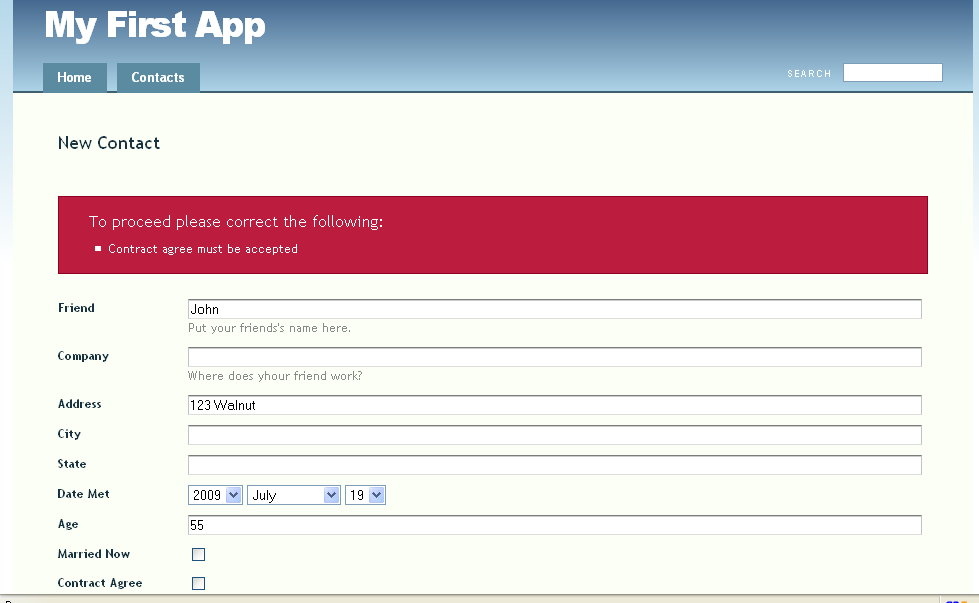 My First App
Home Contacts SEARCH
New Contact
To proceed please correct the following:
Contract agree must be accepted
Friend John
Put your friends's name here.
Company
Where does yhour friend work?
Address 123 Walnut
City
State
Date Met 2009 July 19
Age 55
Married Now
Contract Agree